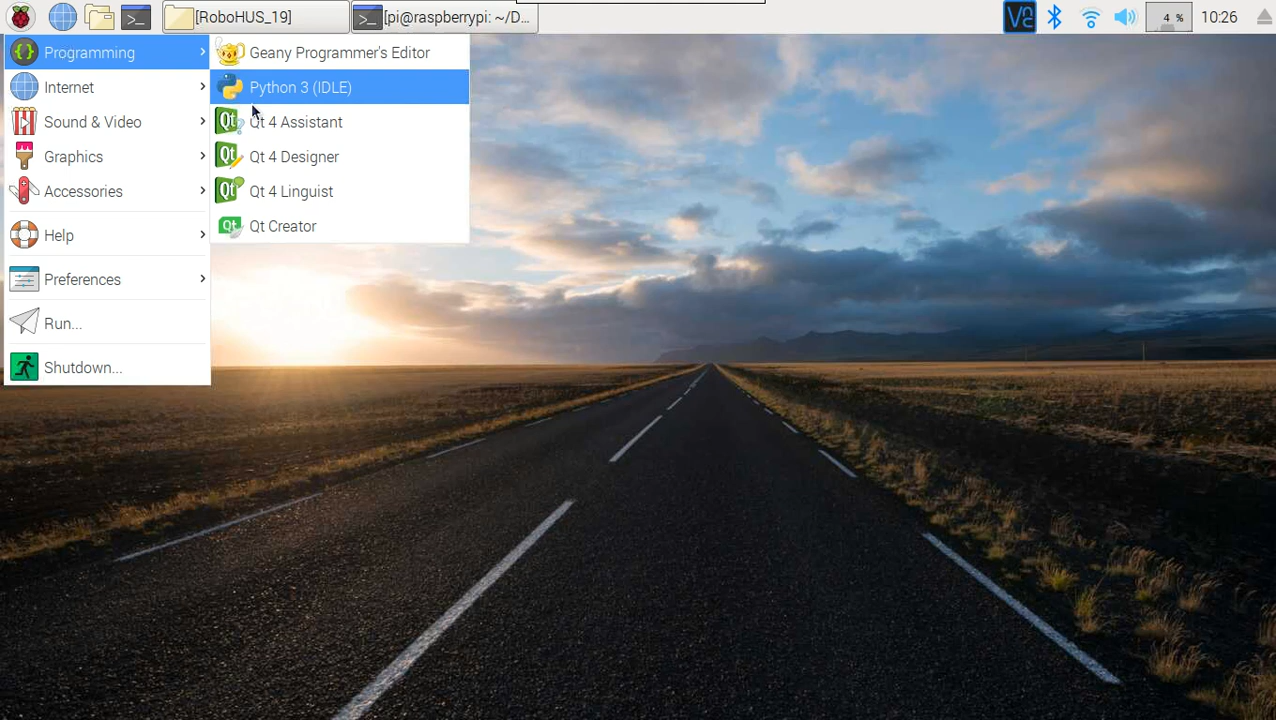 [RoboHUS_19]
[pi@raspberrypi: ~/D...
4 %
10:26
Programming
Internet
Sound & Video
Graphics
Accessories
Help
Preferences
Run...
Shutdown...
Geany Programmer's Editor
Python 3 (IDLE)
Qt 4 Assistant
Qt 4 Designer
Qt 4 Linguist
Qt Creator